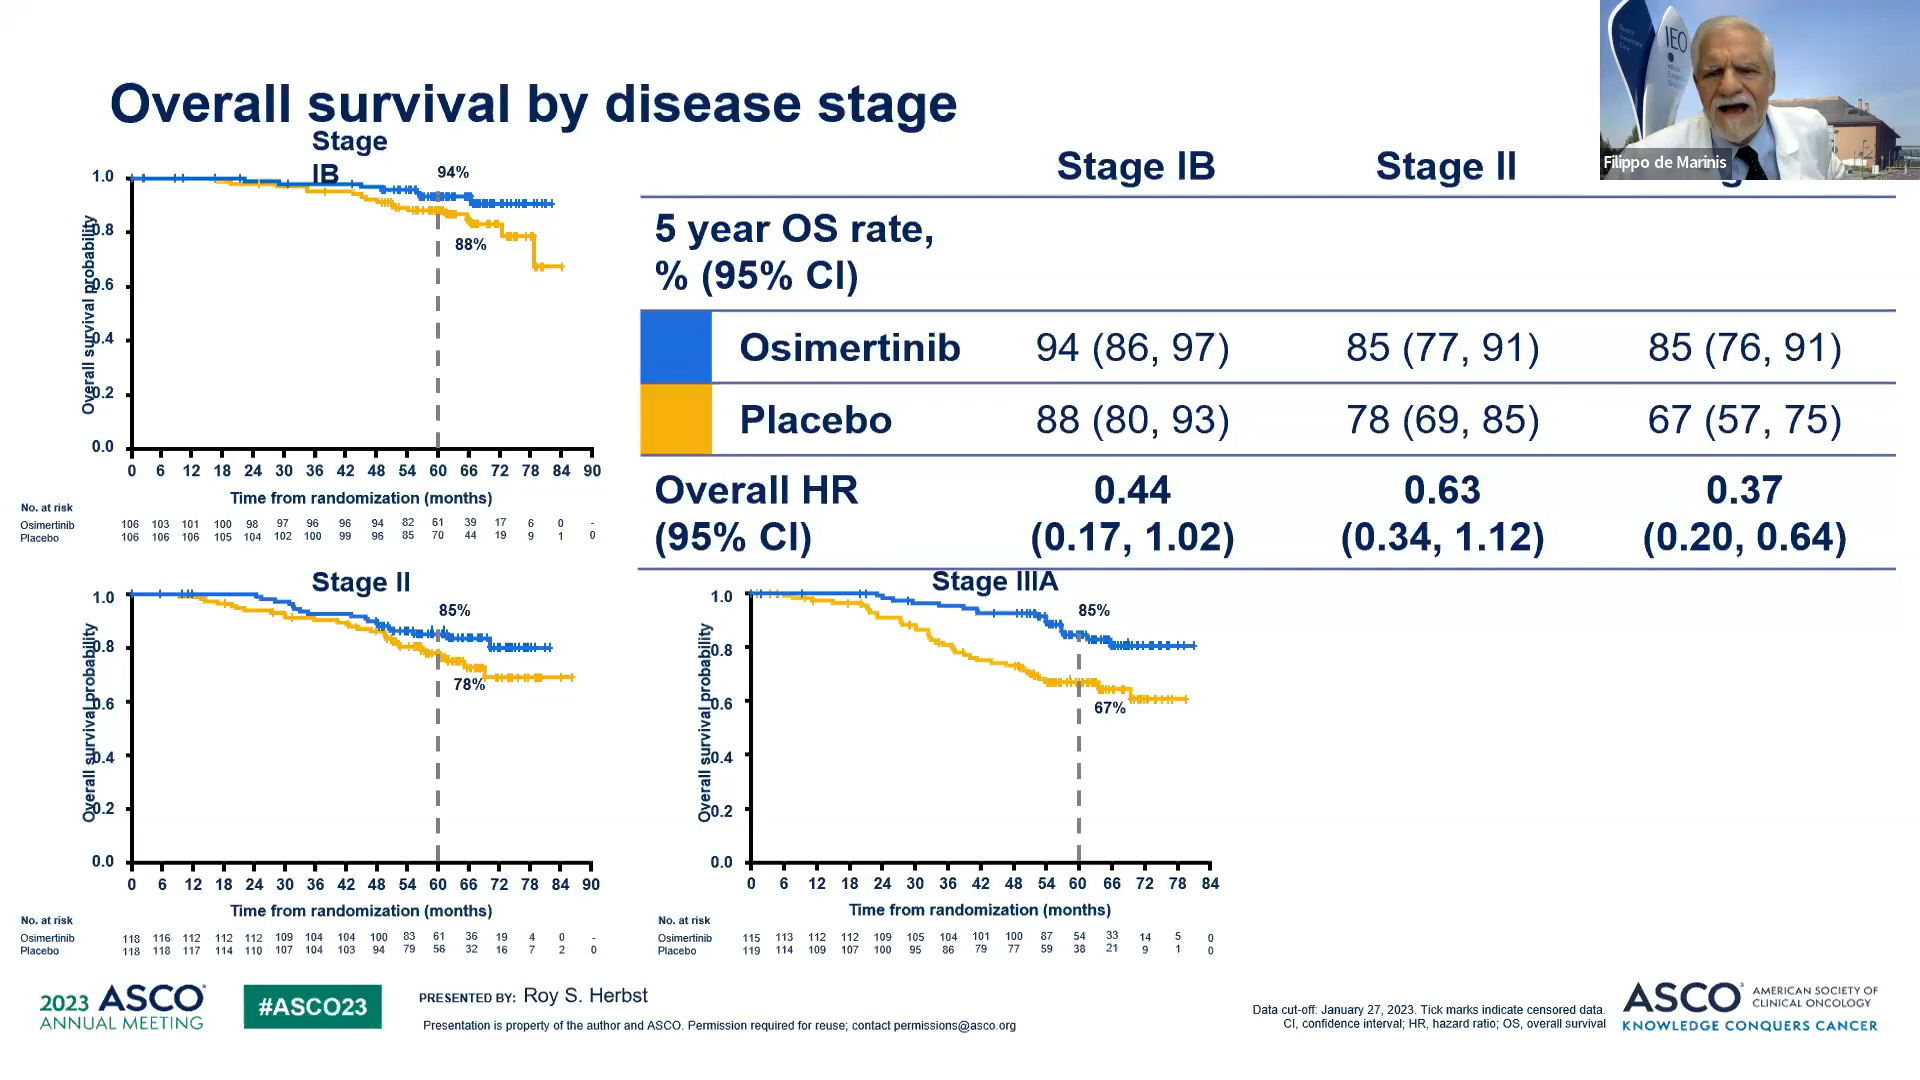 IEO
Filippo de Marinis
Overall survival by disease stage
Stage
IB
Overall survival probability
1.0
0.8
0.6
0.4
0.2
0.0
94%
88%
0 6 12 18 24 30 36 42 48 54 60 66 72 78 84 90
Time from randomization (months)
No. at risk
Osimertinib 106 103 101 100 98 97 96 96 94 82 61 39 17 6 0 -
Placebo 106 106 106 105 104 102 100 99 96 85 70 44 19 9 1 0
Stage IB Stage II
5 year OS rate,
% (95% CI)
Osimertinib 94 (86, 97) 85 (77, 91) 85 (76, 91)
Placebo 88 (80, 93) 78 (69, 85) 67 (57, 75)
Overall HR 0.44 0.63 0.37
(95% CI) (0.17, 1.02) (0.34, 1.12) (0.20, 0.64)
Stage II
Overall survival probability
1.0
0.8
0.6
0.4
0.2
0.0
85%
78%
0 6 12 18 24 30 36 42 48 54 60 66 72 78 84 90
Time from randomization (months)
No. at risk
Osimertinib 118 116 112 112 112 109 104 104 100 83 61 36 19 4 0 -
Placebo 118 118 117 114 110 107 104 103 94 79 56 32 16 7 2 0
Stage IIIA
Overall survival probability
1.0
0.8
0.6
0.4
0.2
0.0
85%
67%
0 6 12 18 24 30 36 42 48 54 60 66 72 78 84
Time from randomization (months)
No. at risk
Osimertinib 115 113 112 112 109 105 104 101 100 87 54 33 14 5 0
Placebo 119 114 109 107 100 95 86 79 77 59 38 21 9 1 0
2023 ASCO
ANNUAL MEETING
#ASCO23
PRESENTED BY: Roy S. Herbst
Presentation is property of the author and ASCO. Permission required for reuse; contact permissions@asco.org
Data cut-off: January 27, 2023. Tick marks indicate censored data.
CI, confidence interval; HR, hazard ratio; OS, overall survival
ASCO AMERICAN SOCIETY OF
CLINICAL ONCOLOGY
KNOWLEDGE CONQUERS CANCER